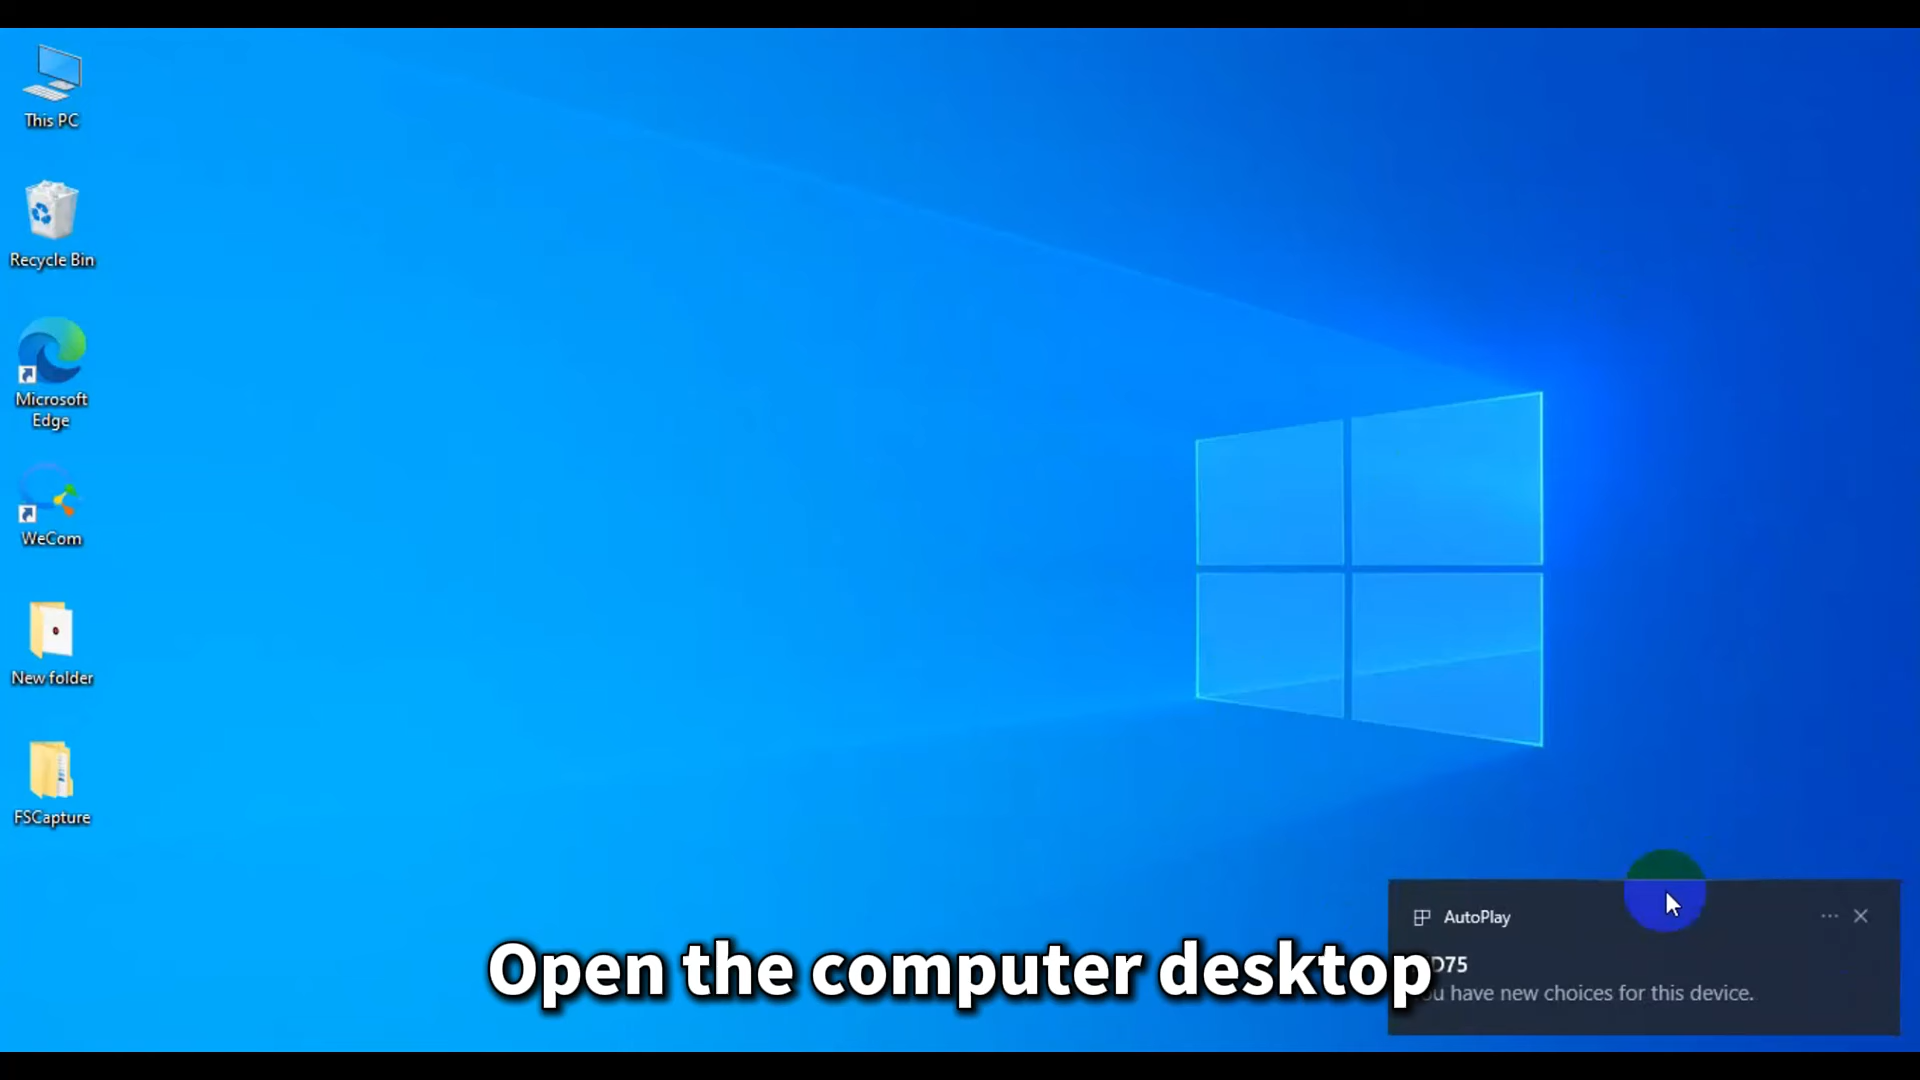 This PC
Recycle Bin
Microsoft
Edge
WeCom
New folder
FSCapture
AutoPlay
D75
have new choices for this device.
Open the computer desktop